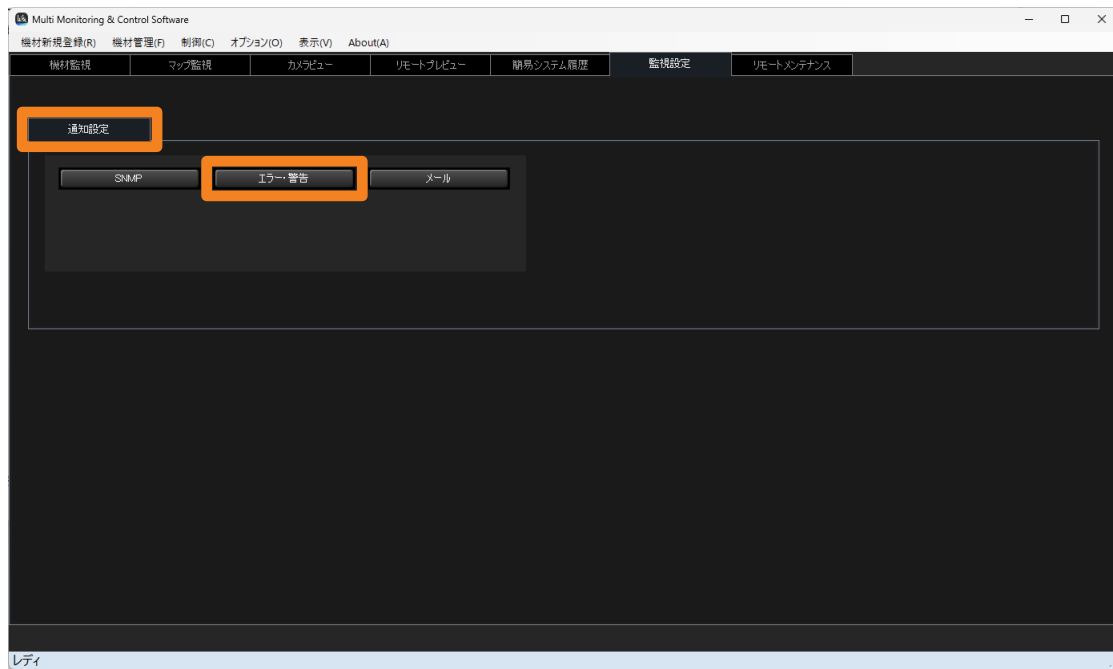 Multi Monitoring & Control Software
機材新規登録(R) 機材管理(F) 制御(C) オプション(O) 表示(V) About(A)
機材監視 マップ監視 カメラビュー リモートプレビュー 簡易システム履歴 監視設定 リモートメンテナンス
通知設定
SNMP エラー・警告 メール
レディ